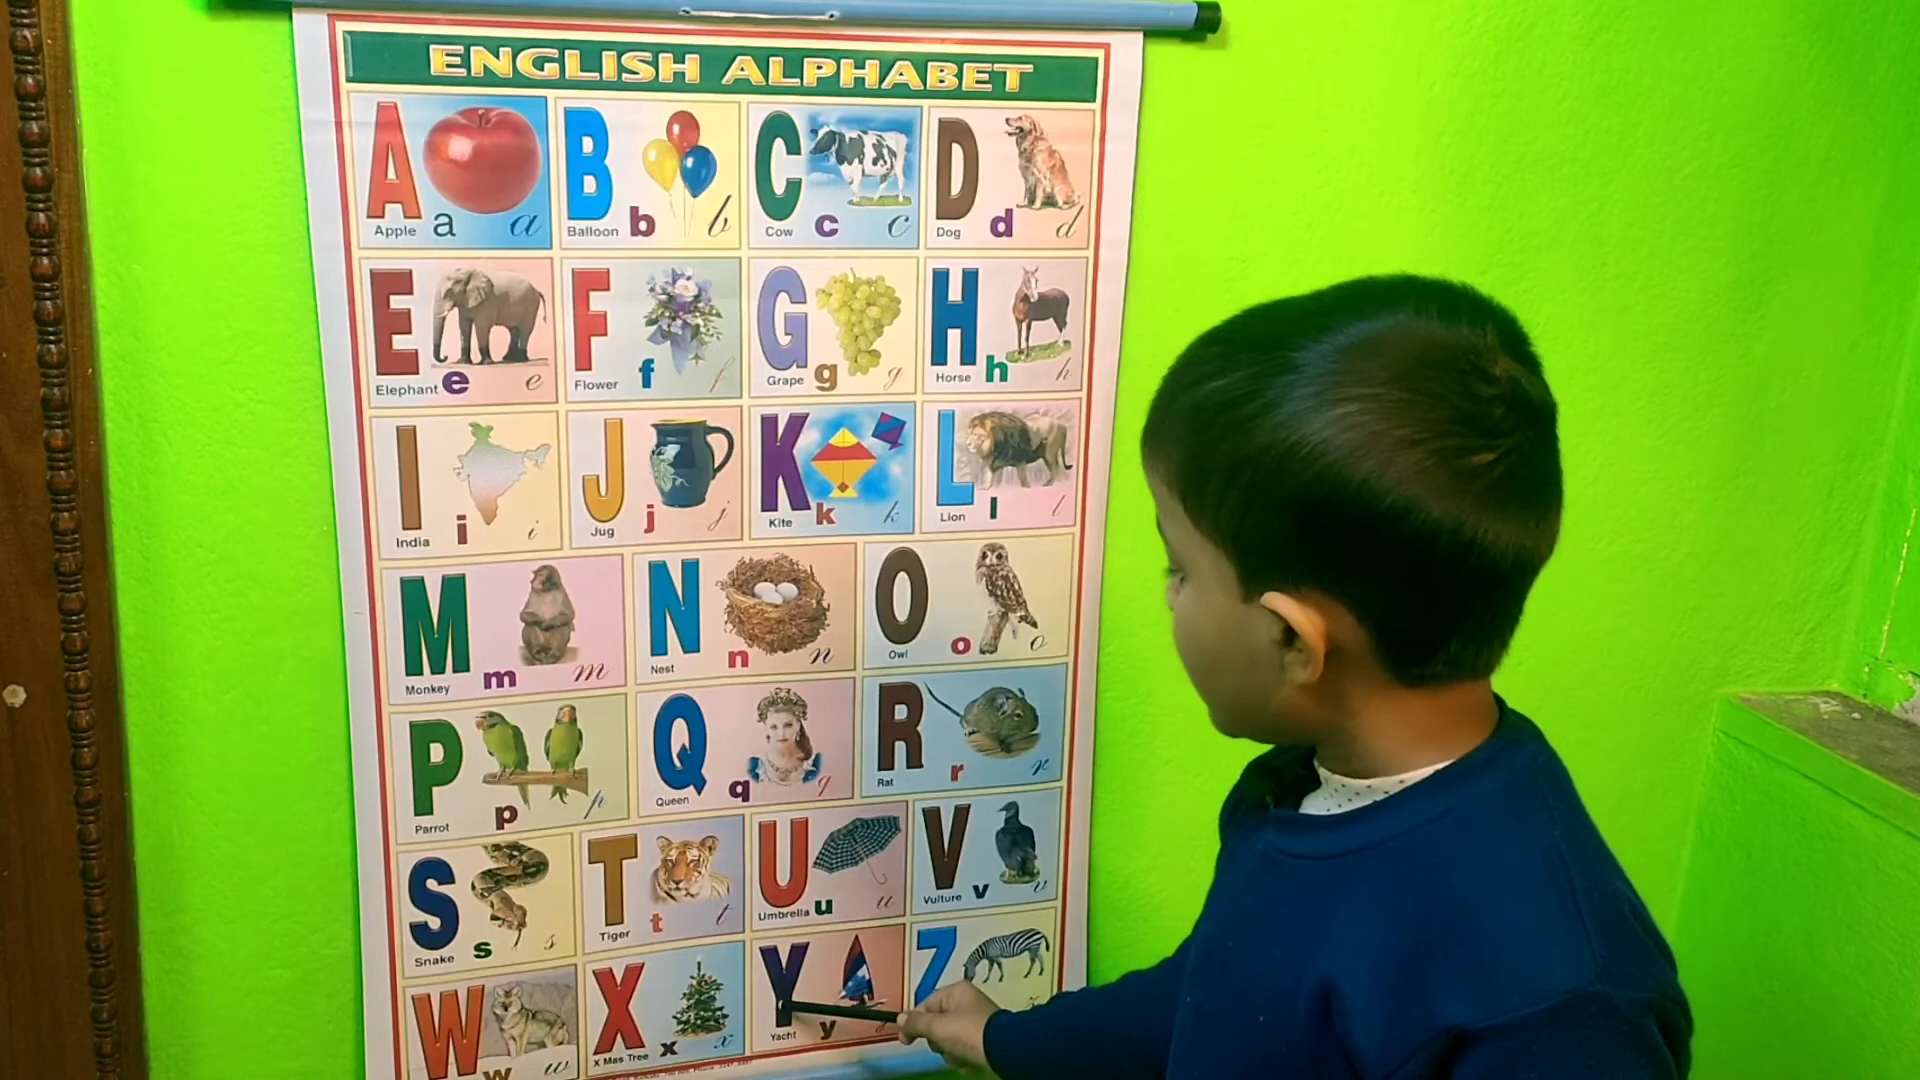 ENGLISH ALPHABET
A a a
Apple
B b b
Balloon
C c c
Cow
D d d
Dog
E e e
Elephant
F f f
Flower
G g g
Grape
H h h
Horse
I i i
India
J j j
Jug
K k k
Kite
L l l
Lion
M m m
Monkey
N n n
Nest
O o o
Owl
P p p
Parrot
Q q q
Queen
R r r
Rat
S s s
Snake
T t t
Tiger
U u u
Umbrella
V v v
Vulture
W w w
X x x
X Mas Tree
Y y y
Yacht
Z z